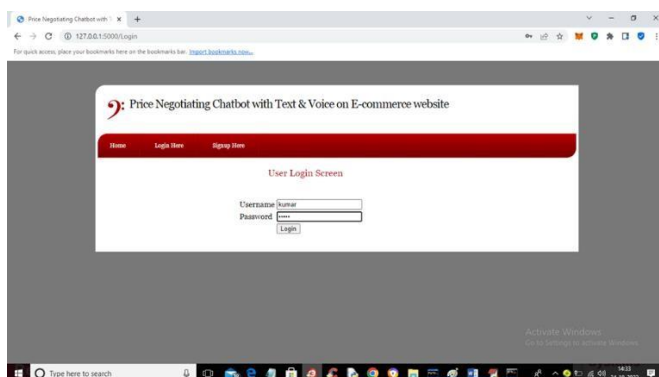 Price Negotiating Chatbot with
127.0.0.1:5000/Login
For quick access, place your bookmarks here on the bookmarks bar. Import bookmarks now...
Price Negotiating Chatbot with Text & Voice on E-commerce website
Home Login Here Signup Here
User Login Screen
Username kumar
Password •••••
Login
Activate Windows
Go to Settings to activate Windows.
Type here to search
14:33